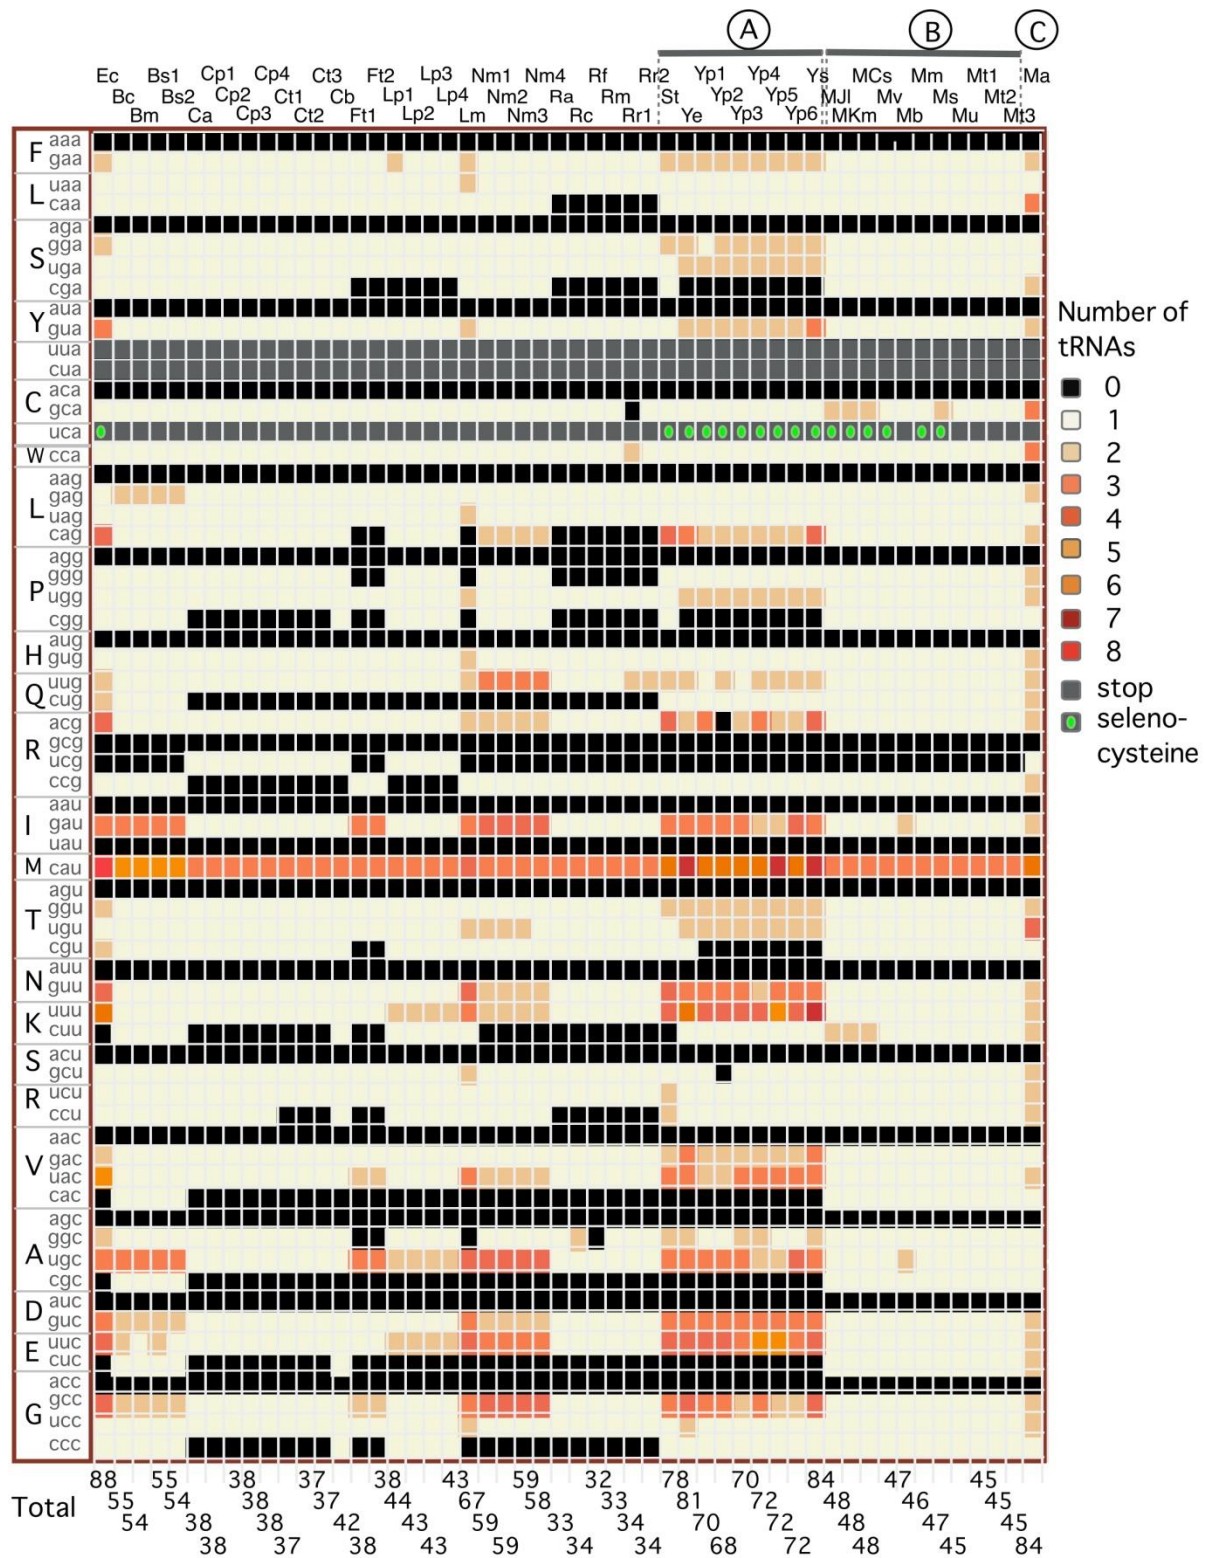 A B C
Ec Bs1 Cp1 Cp4 Ct3 Ft2 Lp3 Nm1 Nm4 Rf Rr2 Yp1 Yp4 Ys MCs Mm Mt1 Ma
Bc Bs2 Cp2 Ct1 Cb Lp1 Lp4 Nm2 Ra Rm St Yp2 Yp5 MJl Mv Ms Mt2
Bm Ca Cp3 Ct2 Ft1 Lp2 Lm Nm3 Rc Rr1 Ye Yp3 Yp6 MKm Mb Mu Mt3
F aaa
gaa
L uaa
caa
aga
S gga
uga
cga
Y aua
gua
uua
cua
C aca
gca
uca
W cca
aag
L gag
uag
cag
agg
P ggg
ugg
cgg
H aug
gug
Q uug
cug
acg
R gcg
ucg
ccg
aau
I gau
uau
M cau
agu
T ggu
ugu
cgu
N auu
guu
K uuu
cuu
S acu
gcu
R ucu
ccu
aac
V gac
uac
cac
agc
A ggc
ugc
cgc
D auc
guc
E uuc
cuc
acc
G gcc
ucc
ccc
Number of
tRNAs
0
1
2
3
4
5
6
7
8
stop
seleno-
cysteine
88 55 38 37 38 43 59 32 78 70 84 47 45
Total 55 54 38 37 44 67 58 33 81 72 48 46 45
54 38 38 42 43 59 33 34 70 72 48 47 45
38 37 38 43 59 34 34 68 72 48 45 84